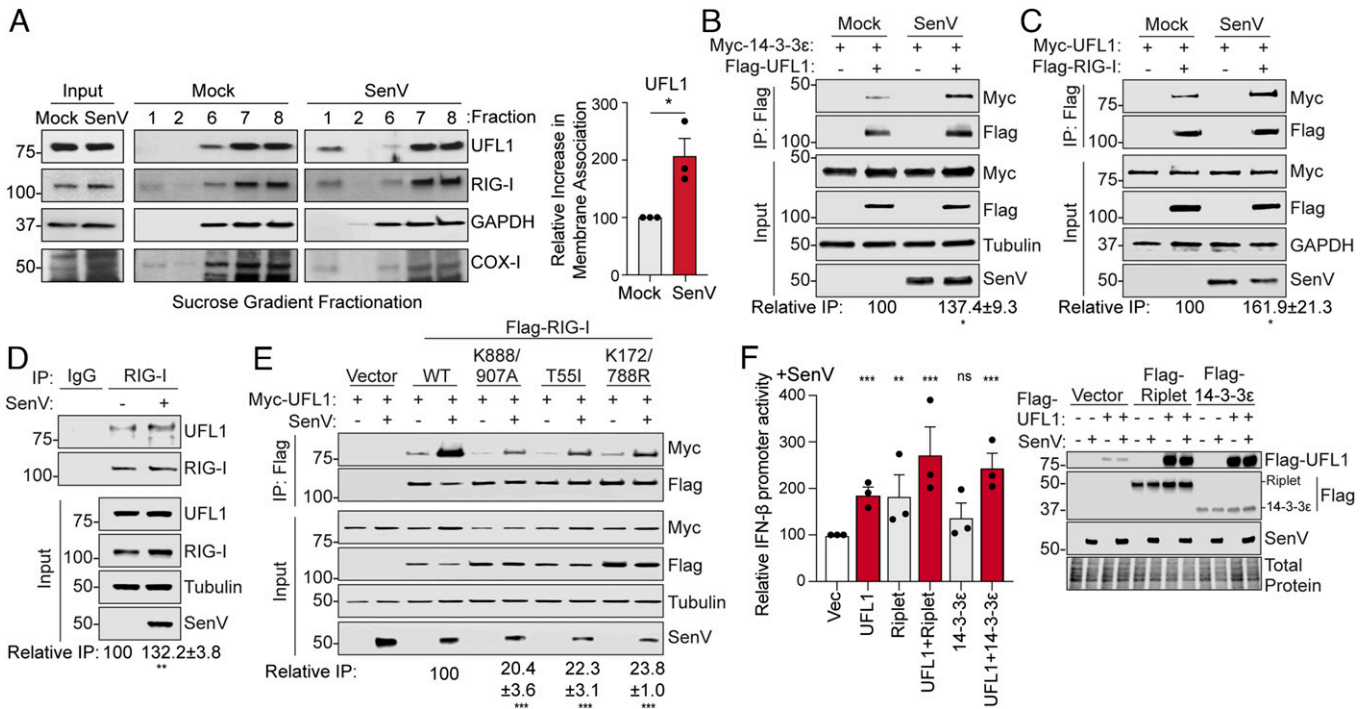 A
Input
Mock
SenV
Mock SenV
1 2 6 7 8
1 2 6 7 8 :Fraction
75
UFL1
100
RIG-I
37
GAPDH
50
COX-I
Sucrose Gradient Fractionation
UFL1
*
Relative Increase in
Membrane Association
300
200
100
0
Mock SenV
B
Mock SenV
Myc-14-3-3ε: + + + +
Flag-UFL1: - + - +
IP: Flag
50
Myc
100
Flag
Input
50
Myc
100
Flag
50
Tubulin
50
SenV
Relative IP: 100 137.4±9.3
*
C
Mock SenV
Myc-UFL1: + + + +
Flag-RIG-I: - + - +
IP: Flag
75
Myc
100
Flag
Input
75
Myc
100
Flag
37
GAPDH
50
SenV
Relative IP: 100 161.9±21.3
*
D
IP: IgG RIG-I
SenV: - +
75
UFL1
100
RIG-I
Input
75
UFL1
100
RIG-I
50
Tubulin
50
SenV
Relative IP: 100 132.2±3.8
**
E
Flag-RIG-I
Vector WT K888/907A T55I K172/788R
Myc-UFL1: + + + + + + + + + +
SenV: - + - + - + - + - +
IP: Flag
75
Myc
100
Flag
Input
75
Myc
100
Flag
50
Tubulin
50
SenV
Relative IP: 100 20.4 22.3 23.8
±3.6 ±3.1 ±1.0
*** *** ***
F
+SenV
*** ** *** ns ***
Relative IFN-β promoter activity
400
300
200
100
0
Vec
UFL1
Riplet
UFL1+Riplet
14-3-3ε
UFL1+14-3-3ε
Vector Flag-Riplet Flag-14-3-3ε
Flag-UFL1: - - + + - - + + - - + +
SenV: - + - + - + - + - + - +
75
Flag-UFL1
50
Riplet
Flag
37
14-3-3ε
50
SenV
Total
Protein